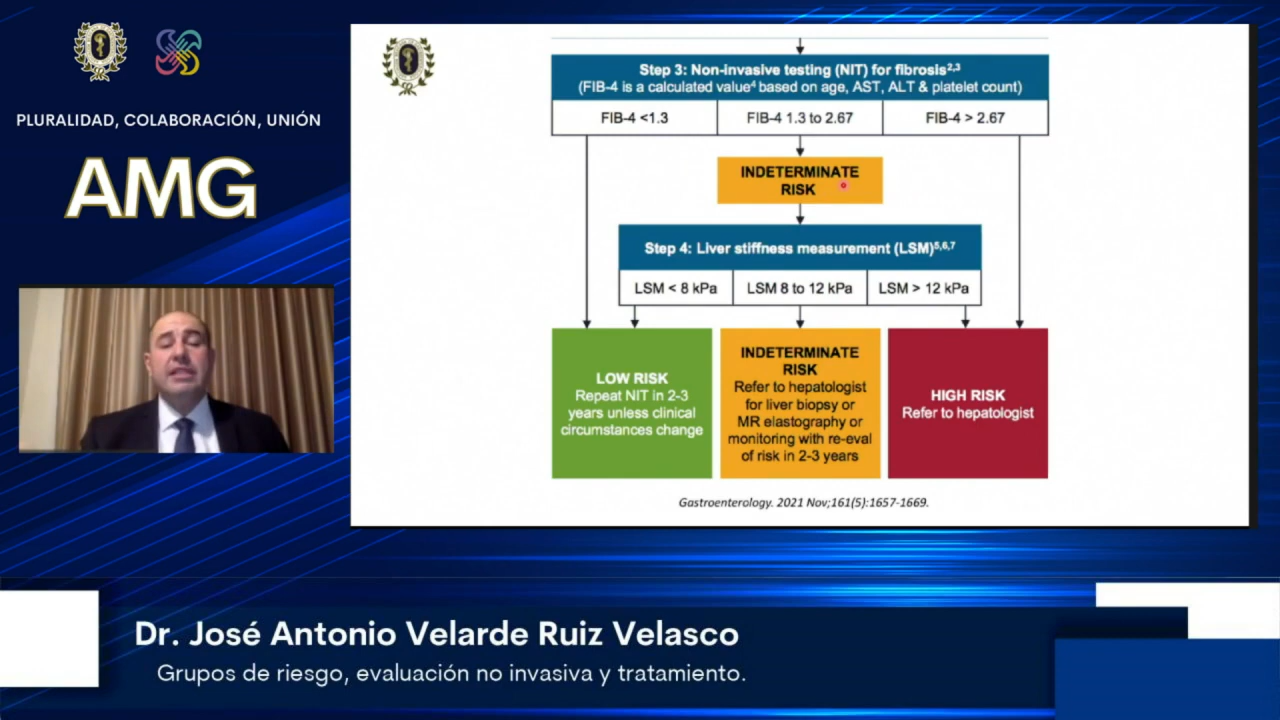 PLURALIDAD, COLABORACIÓN, UNIÓN
AMG
Step 3: Non-invasive testing (NIT) for fibrosis2,3
(FIB-4 is a calculated value4 based on age, AST, ALT & platelet count)
FIB-4 <1.3
FIB-4 1.3 to 2.67
FIB-4 > 2.67
INDETERMINATE
RISK
Step 4: Liver stiffness measurement (LSM)5,6,7
LSM < 8 kPa
LSM 8 to 12 kPa
LSM > 12 kPa
LOW RISK
Repeat NIT in 2-3
years unless clinical
circumstances change
INDETERMINATE
RISK
Refer to hepatologist
for liver biopsy or
MR elastography or
monitoring with re-eval
of risk in 2-3 years
HIGH RISK
Refer to hepatologist
Gastroenterology. 2021 Nov;161(5):1657-1669.
Dr. José Antonio Velarde Ruiz Velasco
Grupos de riesgo, evaluación no invasiva y tratamiento.